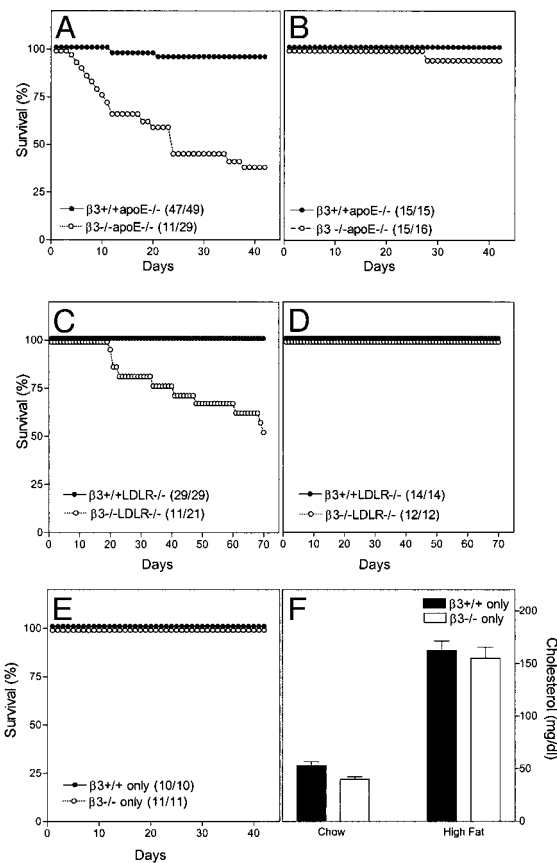 A
Survival (%)
100
75
50
25
0
β3+/+apoE-/- (47/49)
β3-/-apoE-/- (11/29)
0 10 20 30 40
Days
B
β3+/+apoE-/- (15/15)
β3 -/-apoE-/- (15/16)
0 10 20 30 40
Days
C
Survival (%)
100
75
50
25
0
β3+/+LDLR-/- (29/29)
β3-/-LDLR-/- (11/21)
0 10 20 30 40 50 60 70
Days
D
β3+/+LDLR-/- (14/14)
β3-/-LDLR-/- (12/12)
0 10 20 30 40 50 60 70
Days
E
Survival (%)
100
75
50
25
0
β3+/+ only (10/10)
β3-/- only (11/11)
0 10 20 30 40
Days
F
β3+/+ only
β3-/- only
200
150
100
50
0
Cholesterol (mg/dl)
Chow High Fat